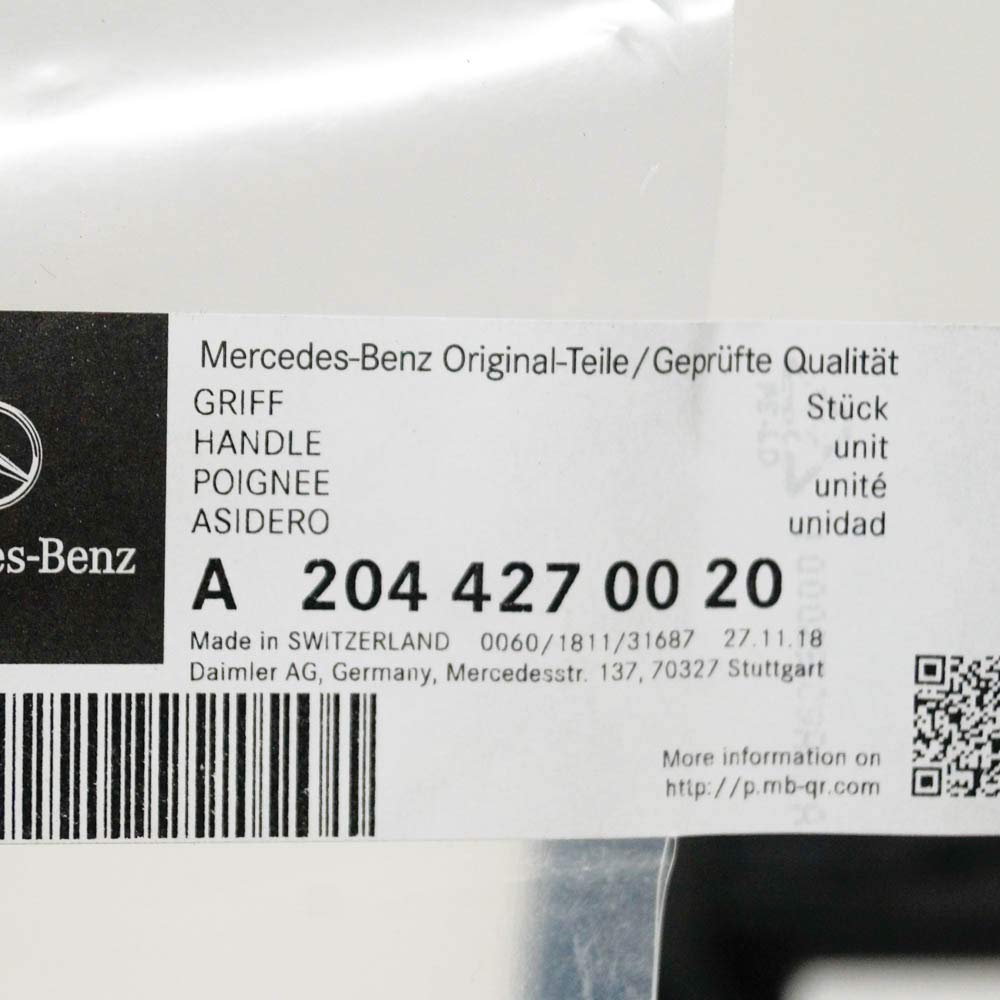 Mercedes-Benz Original-Teile/Geprüfte Qualität
GRIFF Stück
HANDLE unit
POIGNEE unité
ASIDERO unidad
es-Benz
A 204 427 00 20
Made in SWITZERLAND 0060/1811/31687 27.11.18
Daimler AG, Germany, Mercedesstr. 137, 70327 Stuttgart
More information on
http://p.mb-qr.com